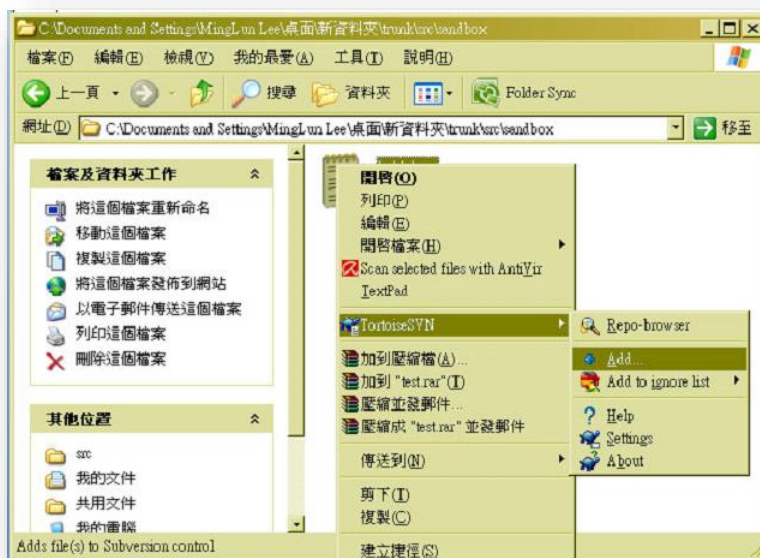 C:\Documents and Settings\MingLun Lee\桌面\新資料夾\trunk\src\sandbox
檔案(F) 編輯(E) 檢視(V) 我的最愛(A) 工具(T) 說明(H)
上一頁 搜尋 資料夾 Folder Sync
網址(D) C:\Documents and Settings\MingLun Lee\桌面\新資料夾\trunk\src\sandbox 移至
檔案及資料夾工作
將這個檔案重新命名
移動這個檔案
複製這個檔案
將這個檔案發佈到網站
以電子郵件傳送這個檔案
列印這個檔案
刪除這個檔案
其他位置
src
我的文件
共用文件
我的電腦
開啓(O)
列印(P)
編輯(E)
開啓檔案(H)
Scan selected files with AntiVir
TextPad
TortoiseSVN
加到壓縮檔(A)...
加到 "test.rar"(T)
壓縮並發郵件...
壓縮成 "test.rar" 並發郵件
傳送到(N)
剪下(T)
複製(C)
建立捷徑(S)
Repo-browser
Add...
Add to ignore list
Help
Settings
About
Adds file(s) to Subversion control